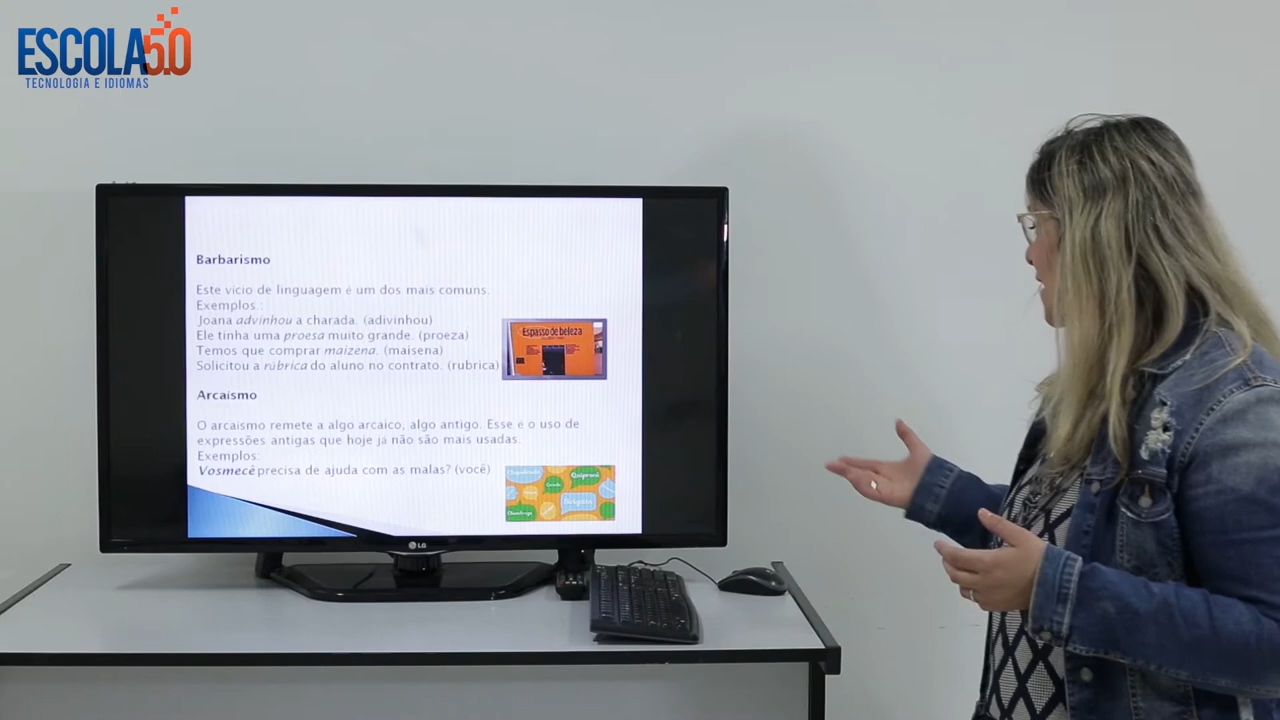 ESCOLA5.0
TECNOLOGIA E IDIOMAS
Barbarismo
Este vício de linguagem é um dos mais comuns.
Exemplos.:
Joana advinhou a charada. (adivinhou)
Ele tinha uma proesa muito grande. (proeza)
Temos que comprar maizena. (maisena)
Solicitou a rúbrica do aluno no contrato. (rubrica)
Espasso de beleza
Arcaísmo
O arcaísmo remete a algo arcaico, algo antigo. Esse é o uso de
expressões antigas que hoje já não são mais usadas.
Exemplos:
Vosmecê precisa de ajuda com as malas? (você)
Quiprocó
LG